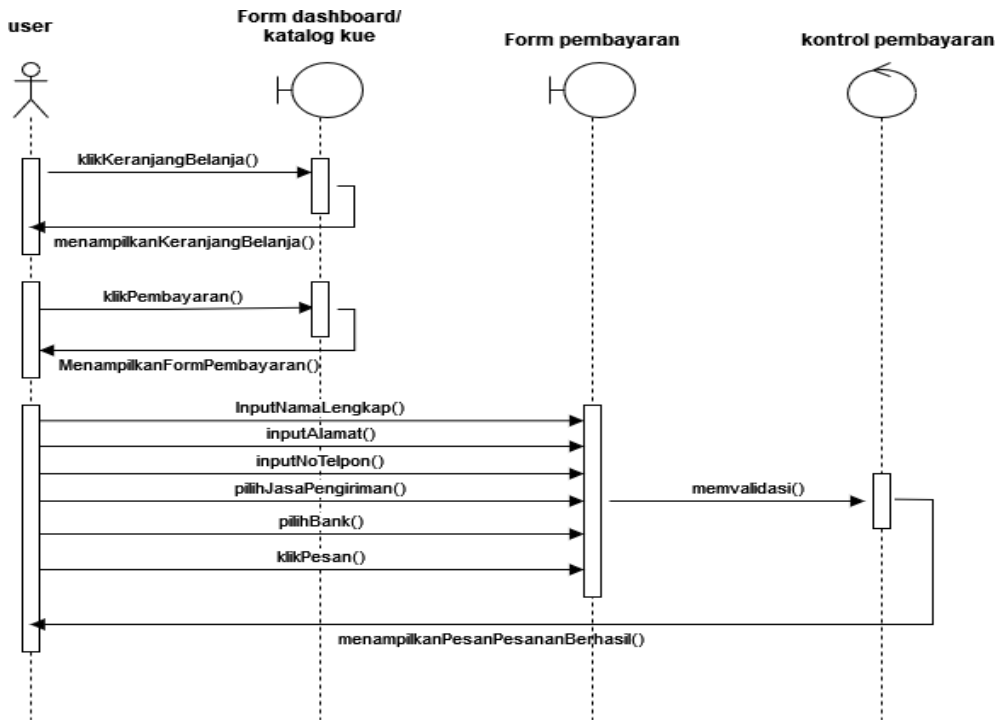 user
Form dashboard/
katalog kue
Form pembayaran
kontrol pembayaran
klikKeranjangBelanja()
menampilkanKeranjangBelanja()
klikPembayaran()
MenampilkanFormPembayaran()
InputNamaLengkap()
inputAlamat()
inputNoTelpon()
pilihJasaPengiriman()
memvalidasi()
pilihBank()
klikPesan()
menampilkanPesanPesananBerhasil()